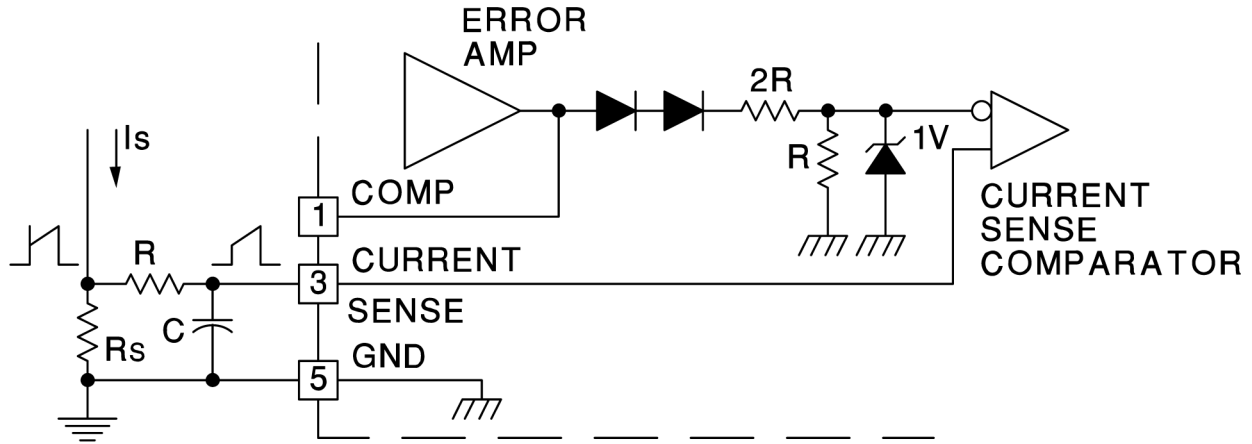 ERROR
AMP
2R
Is
R
1V
COMP
1
CURRENT
SENSE
COMPARATOR
R
CURRENT
3
SENSE
C
Rs
GND
5